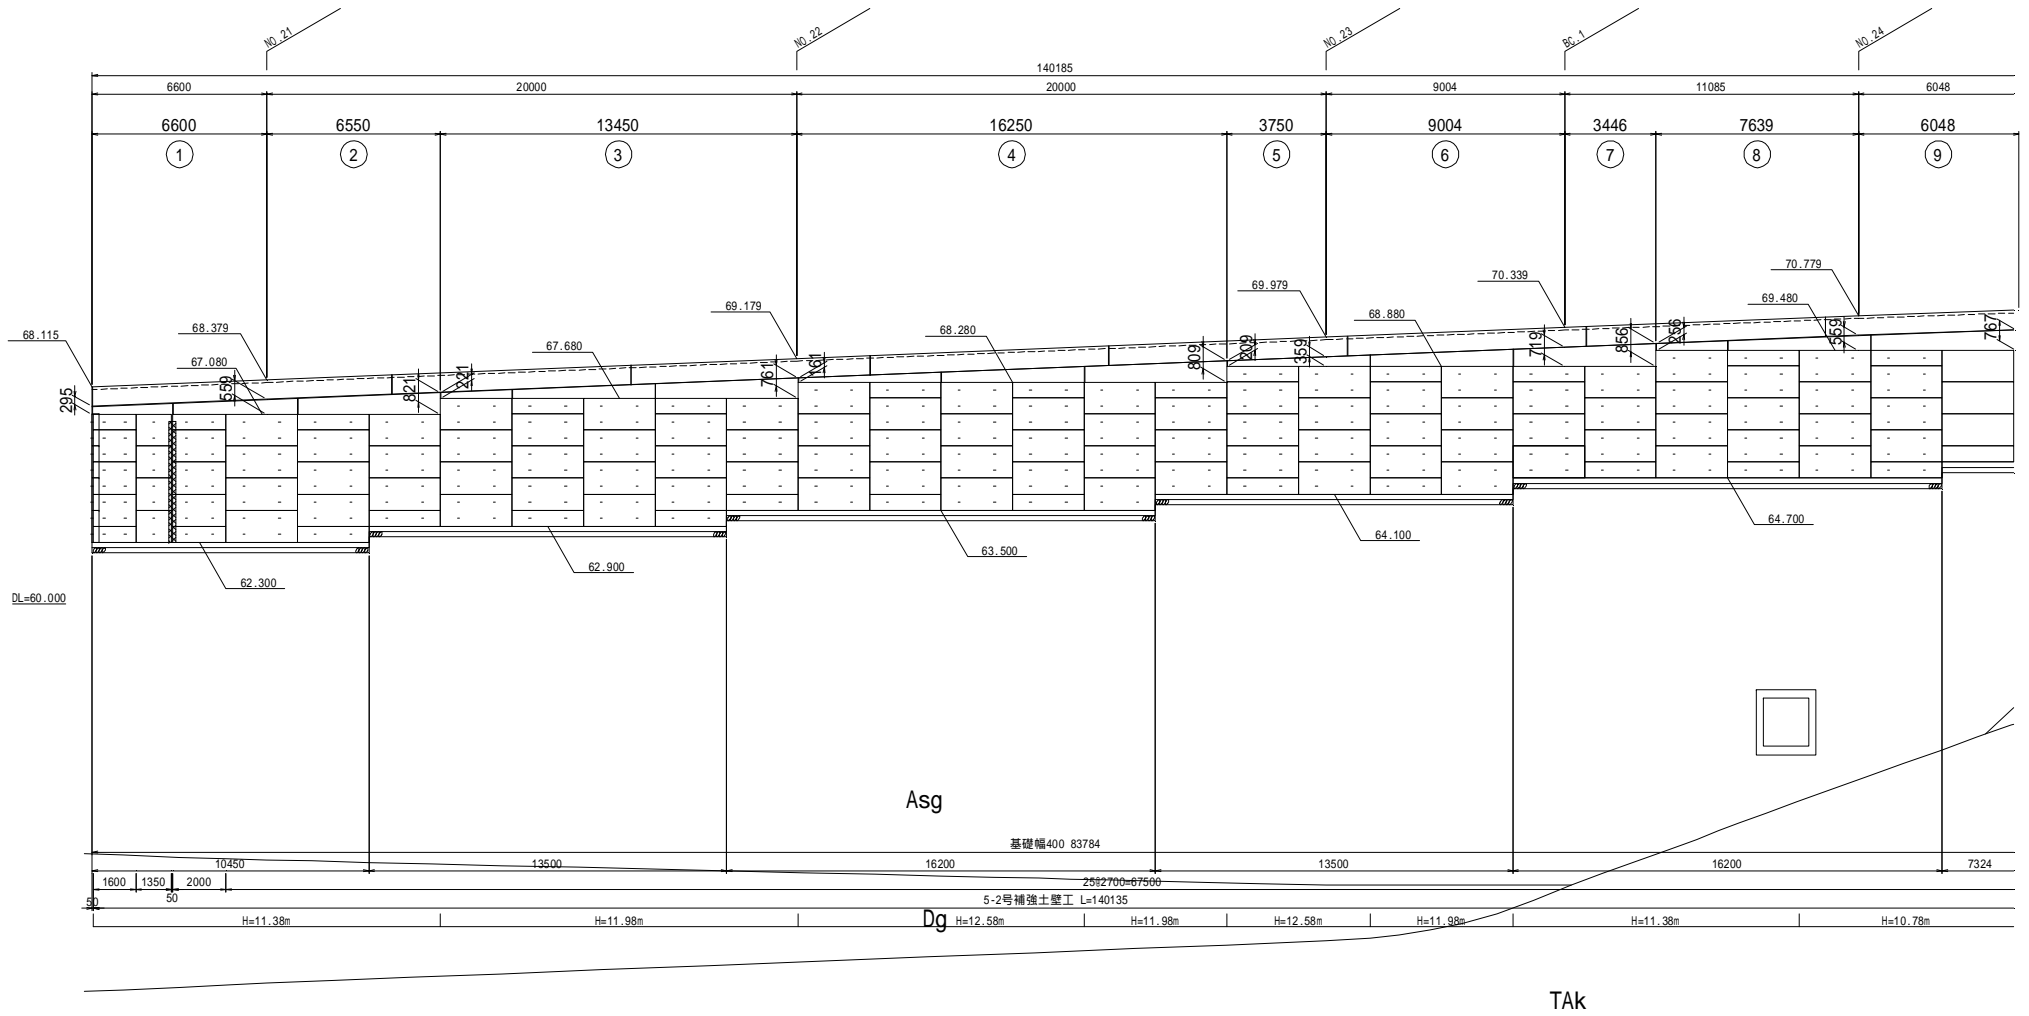 NO.21 NO.22 NO.23 BC.1 NO.24
140185
6600 20000 20000 9004 11085 6048
6600 6550 13450 16250 3750 9004 3446 7639 6048
① ② ③ ④ ⑤ ⑥ ⑦ ⑧ ⑨
70.779
70.339
69.979 69.480
69.179
68.115 68.379 68.280 68.880
67.680
67.080
295 559 821 221 761 161 809 209 359 719 856 256 559 767
64.700
64.100
63.500
62.900
62.300
DL=60.000
Asg
基礎幅400 83784
10450 13500 16200 13500 16200 7324
1600 1350 2000
50 50
5-2号補強土壁工 L=140135
H=11.38m H=11.98m H=12.58m H=11.98m H=12.58m H=11.98m H=11.38m H=10.78m
Dg
TAk